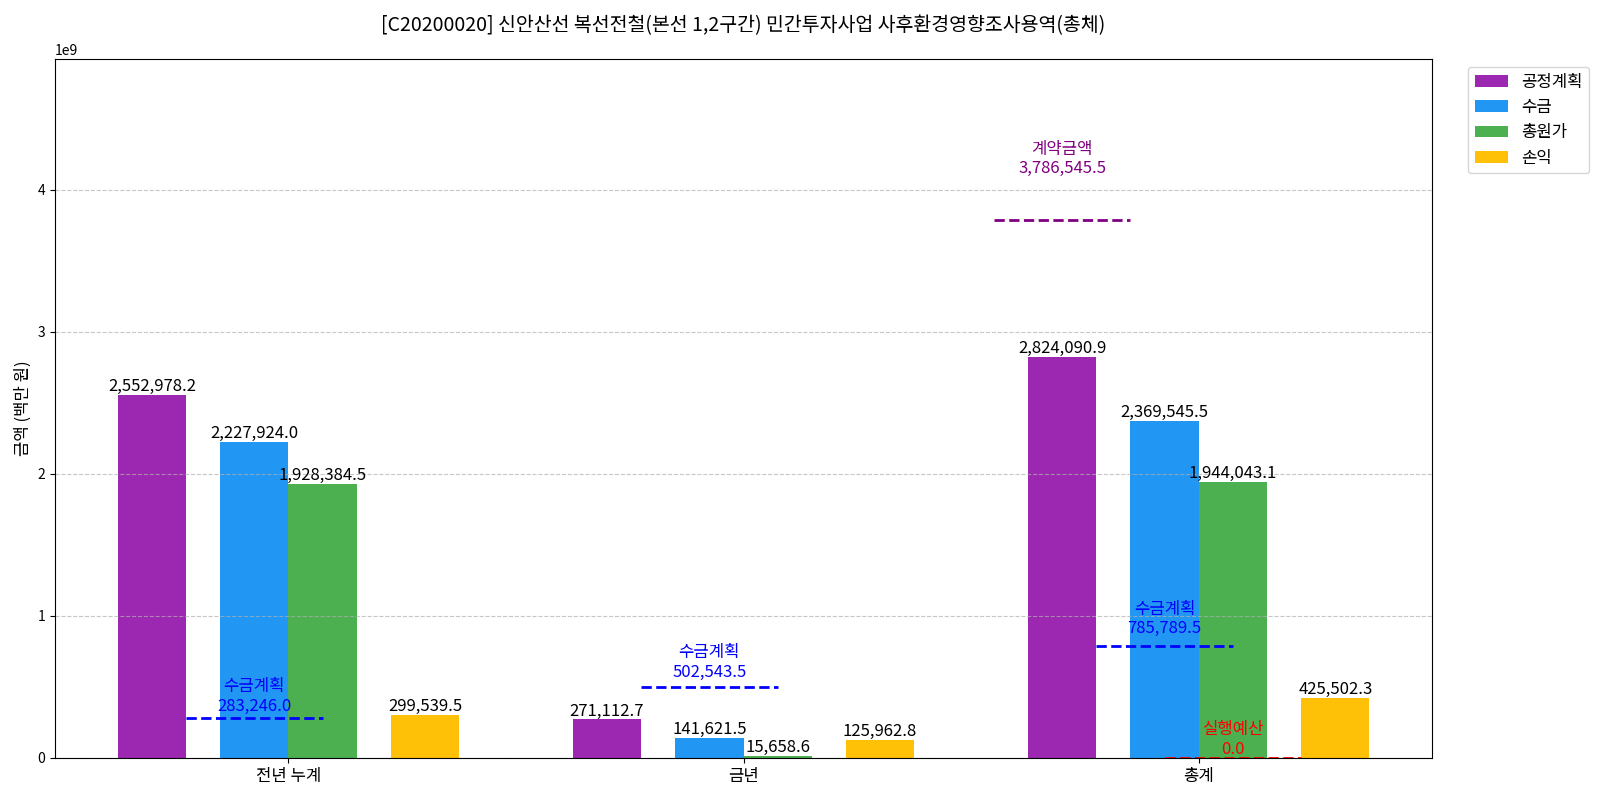 [C20200020] 신안산선 복선전철(본선 1,2구간) 민간투자사업 사후환경영향조사용역(총체)
1e9
공정계획
수금
총원가
손익
계약금액
3,786,545.5
4
3
2
1
0
금액 (백만 원)
2,552,978.2
2,227,924.0
1,928,384.5
수금계획
283,246.0
299,539.5
수금계획
502,543.5
271,112.7
141,621.5
15,658.6
125,962.8
2,824,090.9
2,369,545.5
1,944,043.1
수금계획
785,789.5
실행예산
0.0
425,502.3
전년 누계
금년
총계